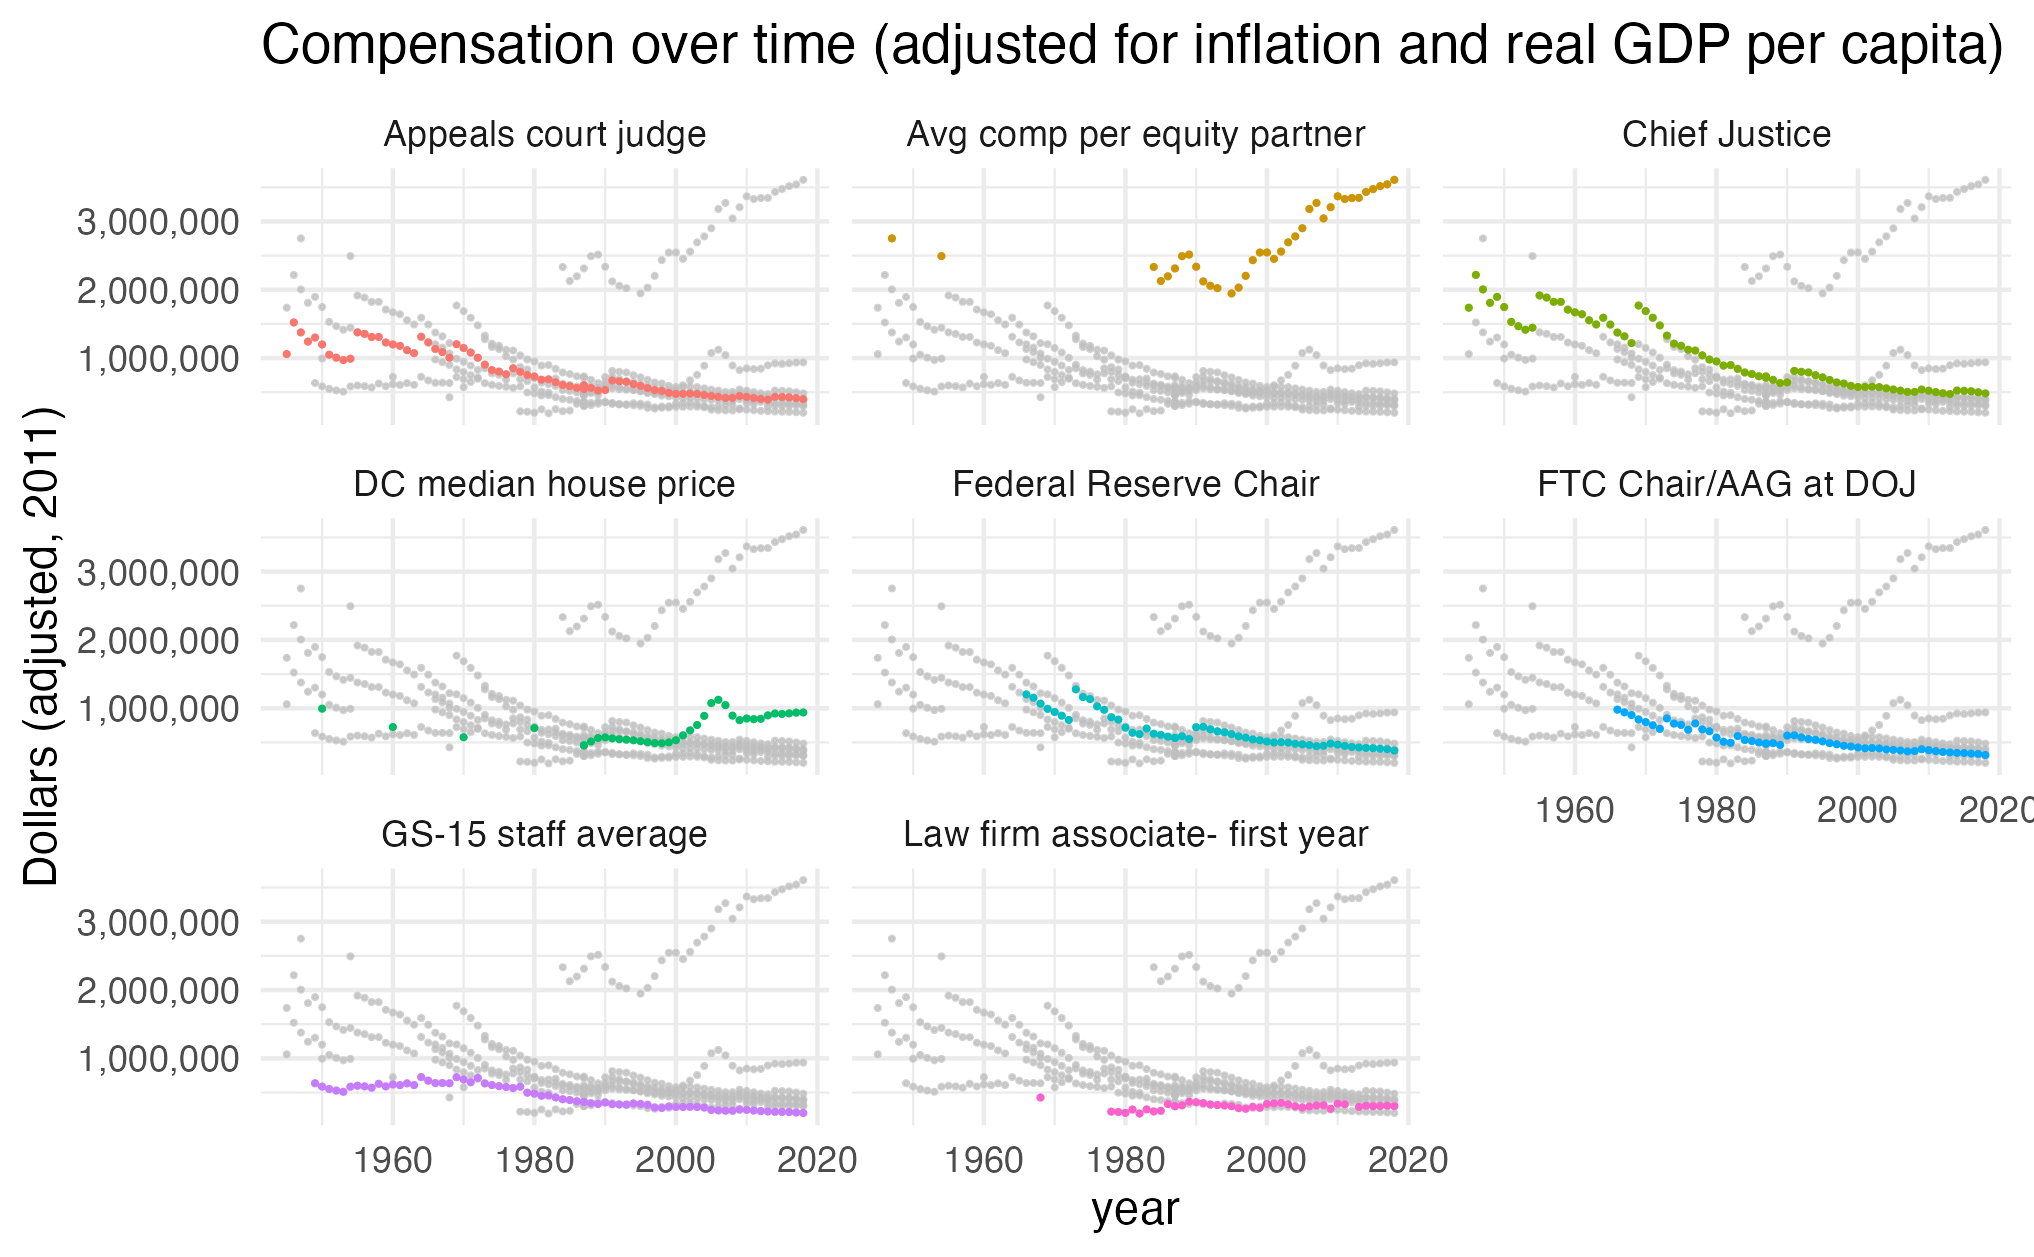 Compensation over time (adjusted for inflation and real GDP per capita)
Appeals court judge
Avg comp per equity partner
Chief Justice
3,000,000
2,000,000
1,000,000
DC median house price
Federal Reserve Chair
FTC Chair/AAG at DOJ
3,000,000
2,000,000
1,000,000
1960 1980 2000 2020
GS-15 staff average
Law firm associate- first year
3,000,000
2,000,000
1,000,000
1960 1980 2000 2020
1960 1980 2000 2020
year
Dollars (adjusted, 2011)